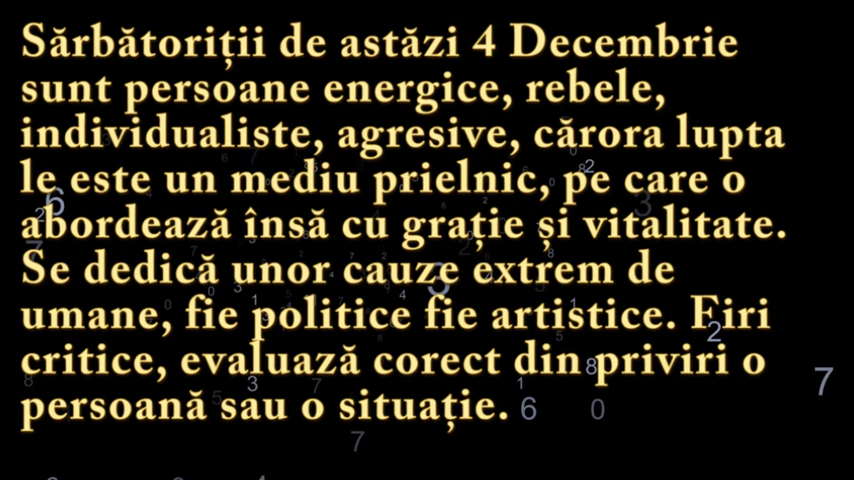 Sărbătoriții de astăzi 4 Decembrie
sunt persoane energice, rebele,
individualiste, agresive, cărora lupta
le este un mediu prielnic, pe care o
abordează însă cu grație și vitalitate.
Se dedică unor cauze extrem de
umane, fie politice fie artistice. Firi
critice, evaluază corect din priviri o
persoană sau o situație.